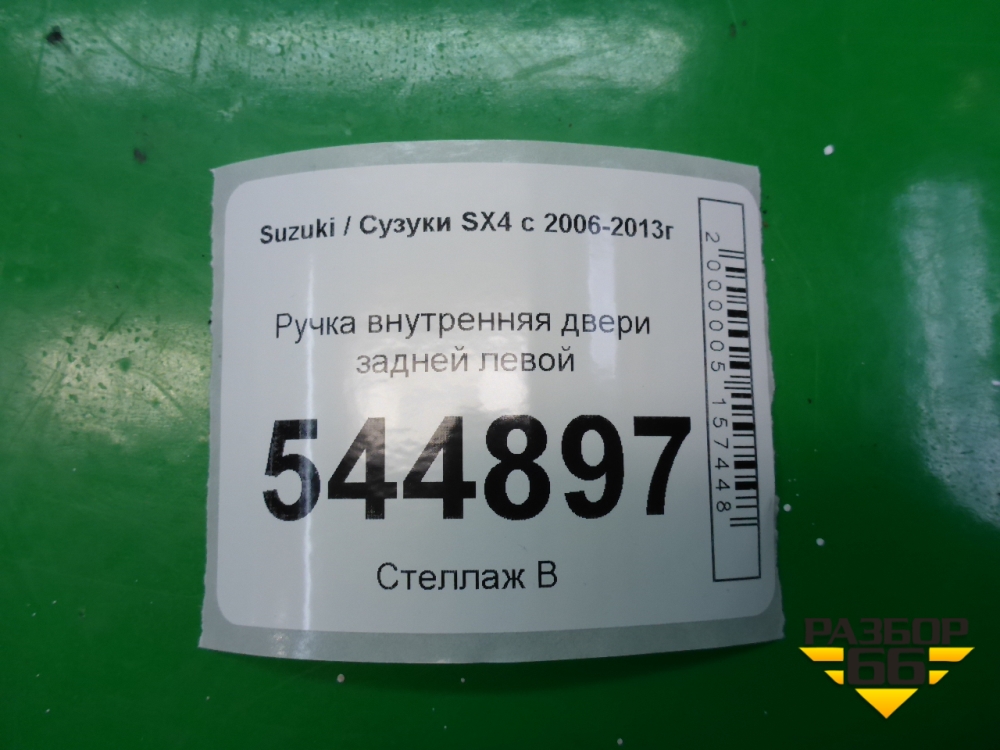 Suzuki / Сузуки SX4 с 2006-2013г
Ручка внутренняя двери
задней левой
544897
Стеллаж В
2000005157448
РАЗБОР
66